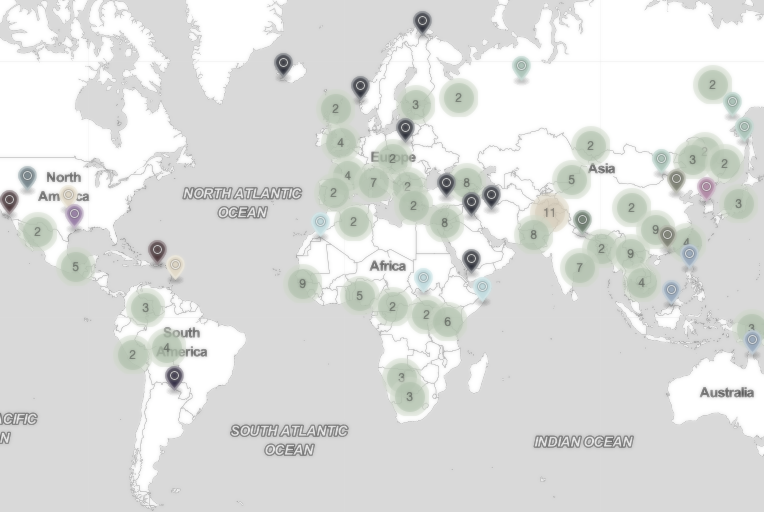 2
2
2
3
4
2
Europe
2
Asia
3
2
2
North
America
4
7
2
8
5
NORTH ATLANTIC
OCEAN
2
2
2
8
11
2
9
3
2
8
2
9
4
5
Africa
7
9
5
4
3
2
2
6
3
South
America
4
2
3
3
Australia
ACIFIC
N
SOUTH ATLANTIC
OCEAN
INDIAN OCEAN